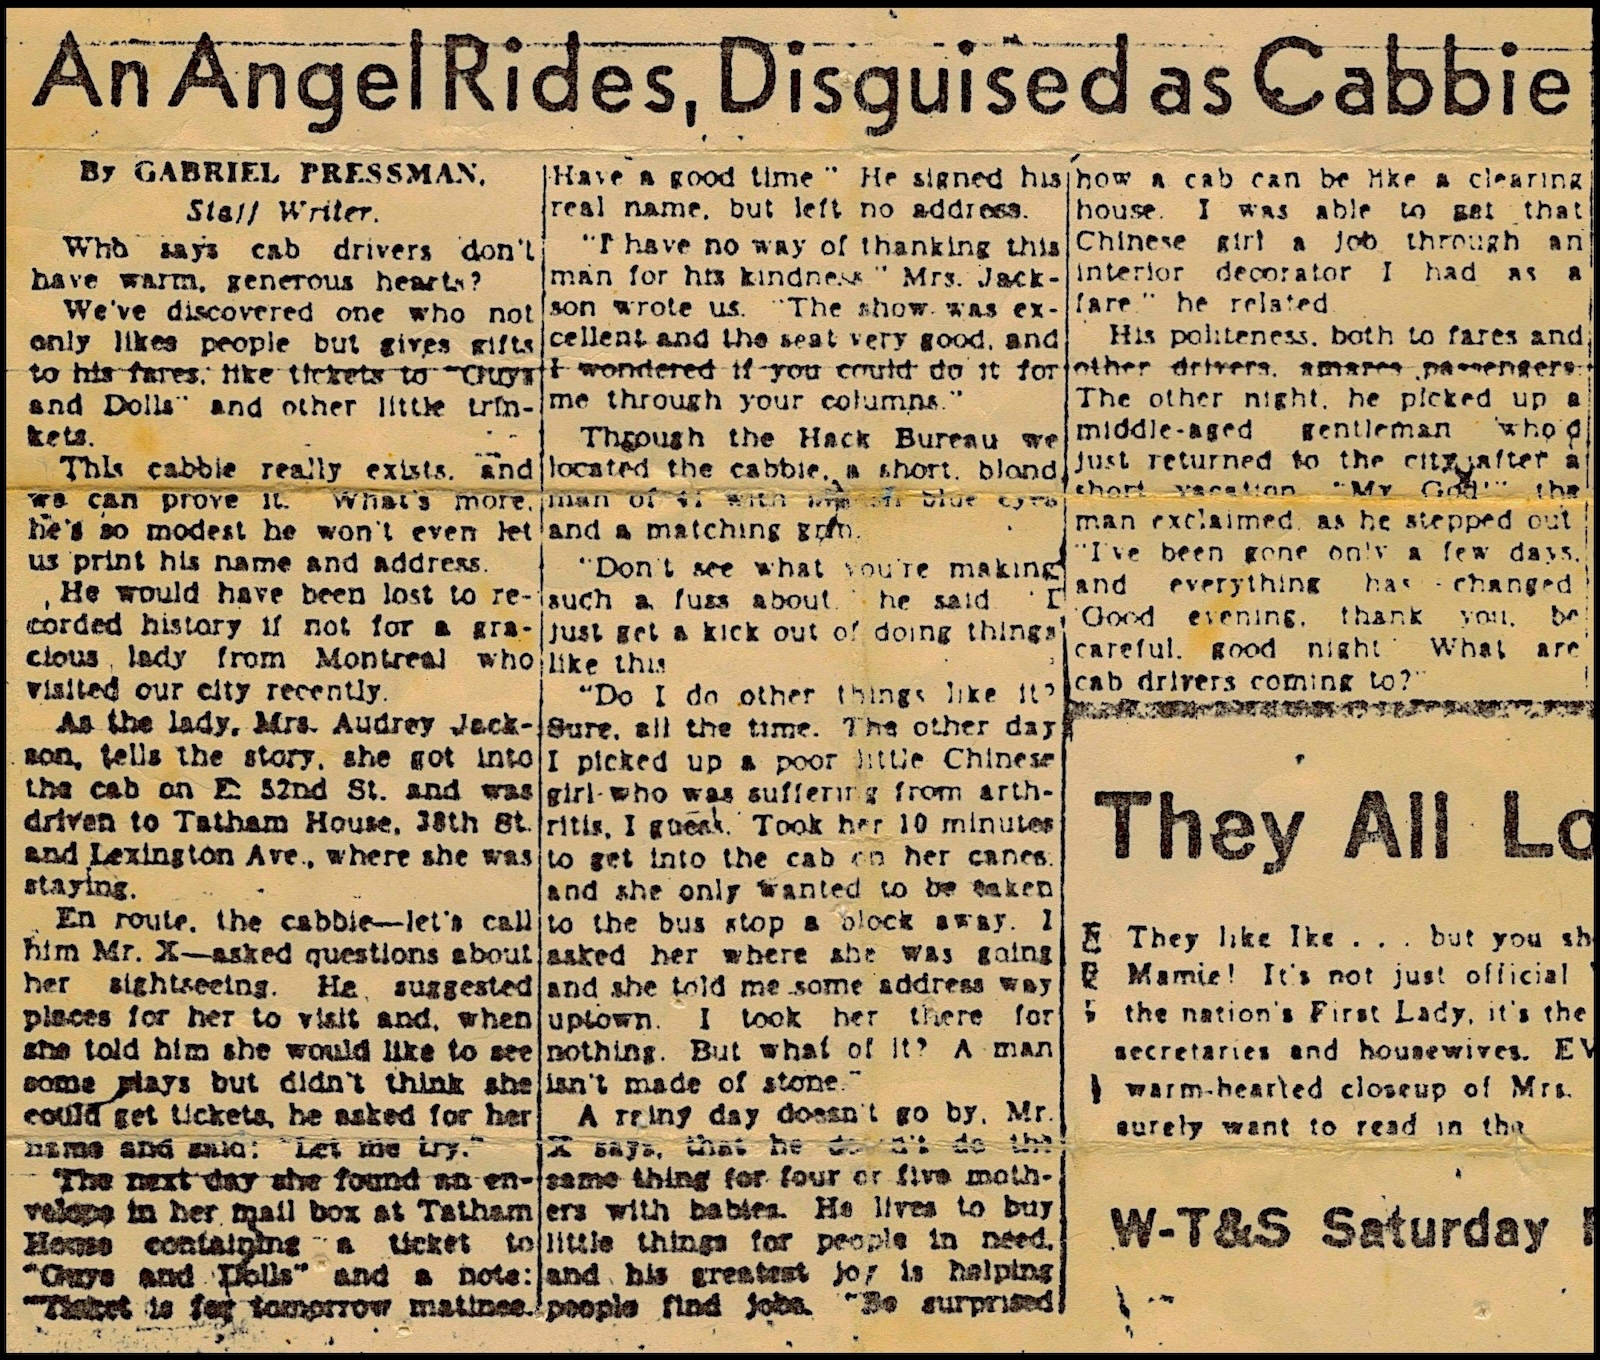 An Angel Rides, Disguised as Cabbie
By GABRIEL PRESSMAN,
Staff Writer.
Who says cab drivers don't
have warm, generous hearts?
We've discovered one who not
only likes people but gives gifts
to his fares, like tickets to "Guys
and Dolls" and other little trin-
kets.
This cabbie really exists, and
we can prove it. What's more,
he's so modest he won't even let
us print his name and address.
He would have been lost to re-
corded history if not for a gra-
cious lady from Montreal who
visited our city recently.
As the lady, Mrs. Audrey Jack-
son, tells the story, she got into
the cab on E. 52nd St. and was
driven to Tatham House, 38th St.
and Lexington Ave., where she was
staying.
En route, the cabbie—let's call
him Mr. X—asked questions about
her sightseeing. He suggested
places for her to visit and, when
she told him she would like to see
some plays but didn't think she
could get tickets, he asked for her
name and said: "Let me try."
The next day she found an en-
velope in her mail box at Tatham
House containing a ticket to
"Guys and Dolls" and a note:
"Ticket is for tomorrow matinee.
Have a good time" He signed his
real name, but left no address.
"I have no way of thanking this
man for his kindness" Mrs. Jack-
son wrote us. "The show was ex-
cellent and the seat very good, and
I wondered if you could do it for
me through your columns."
Through the Hack Bureau we
located the cabbie, a short, blond
man of 41 with blue eyes
and a matching grin.
"Don't see what you're making
such a fuss about," he said "I
just get a kick out of doing things
like this
"Do I do other things like it?
Sure, all the time. The other day
I picked up a poor little Chinese
girl who was suffering from arth-
ritis, I guess. Took her 10 minutes
to get into the cab on her canes,
and she only wanted to be taken
to the bus stop a block away. I
asked her where she was going
and she told me some address way
uptown. I took her there for
nothing. But what of it? A man
isn't made of stone."
A rainy day doesn't go by, Mr.
X says, that he doesn't do the
same thing for four or five moth-
ers with babies. He lives to buy
little things for people in need,
and his greatest joy is helping
people find jobs. "Be surprised
how a cab can be like a clearing
house. I was able to get that
Chinese girl a job through an
interior decorator I had as a
fare" he related.
His politeness, both to fares and
other drivers, amazes passengers.
The other night, he picked up a
middle-aged gentleman who'd
just returned to the city after a
short vacation "My God!" the
man exclaimed, as he stepped out
"I've been gone only a few days,
and everything has changed
'Good evening, thank you, be
careful, good night' What are
cab drivers coming to?"
They All Lo
They like Ike . . . but you sh
Mamie! It's not just official
the nation's First Lady, it's the
secretaries and housewives. EV
warm-hearted closeup of Mrs.
surely want to read in the
W-T&S Saturday